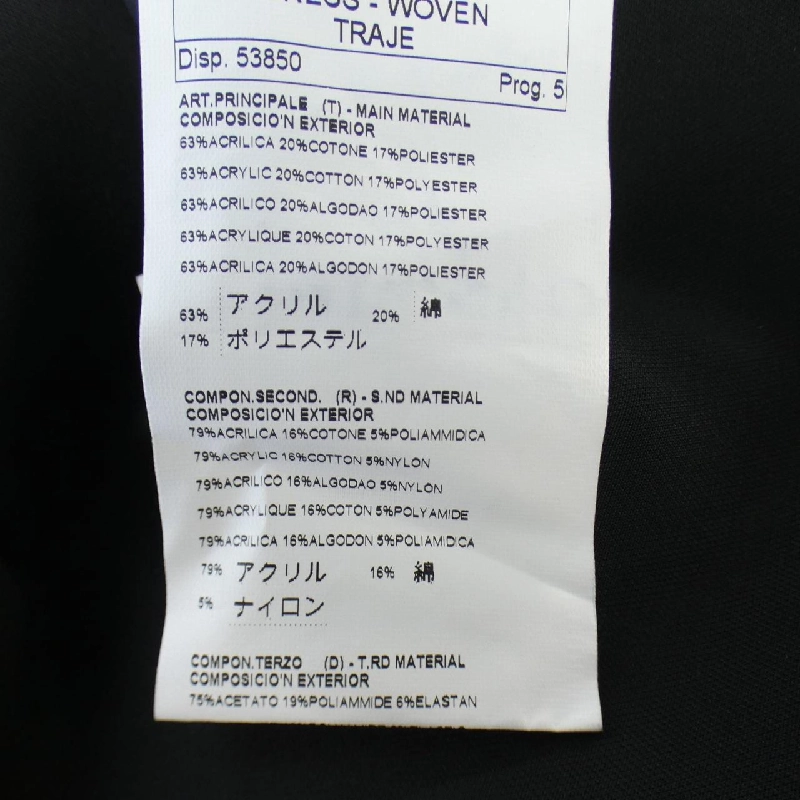 - WOVEN
TRAJE
Disp. 53850
Prog. 5
ART.PRINCIPALE (T) - MAIN MATERIAL
COMPOSICIO'N EXTERIOR
63%ACRILICA 20%COTONE 17%POLIESTER
63%ACRYLIC 20%COTTON 17%POLYESTER
63%ACRILICO 20%ALGODAO 17%POLIESTER
63%ACRYLIQUE 20%COTON 17%POLYESTER
63%ACRILICA 20%ALGODON 17%POLIESTER
63% アクリル 20% 綿
17% ポリエステル
COMPON.SECOND. (R) - S.ND MATERIAL
COMPOSICIO'N EXTERIOR
79%ACRILICA 16%COTONE 5%POLIAMMIDICA
79%ACRYLIC 16%COTTON 5%NYLON
79%ACRILICO 16%ALGODAO 5%NYLON
79%ACRYLIQUE 16%COTON 5%POLYAMIDE
79%ACRILICA 16%ALGODON 5%POLIAMIDICA
79% アクリル 16% 綿
5% ナイロン
COMPON.TERZO (D) - T.RD MATERIAL
COMPOSICIO'N EXTERIOR
75%ACETATO 19%POLIAMMIDE 6%ELASTAN